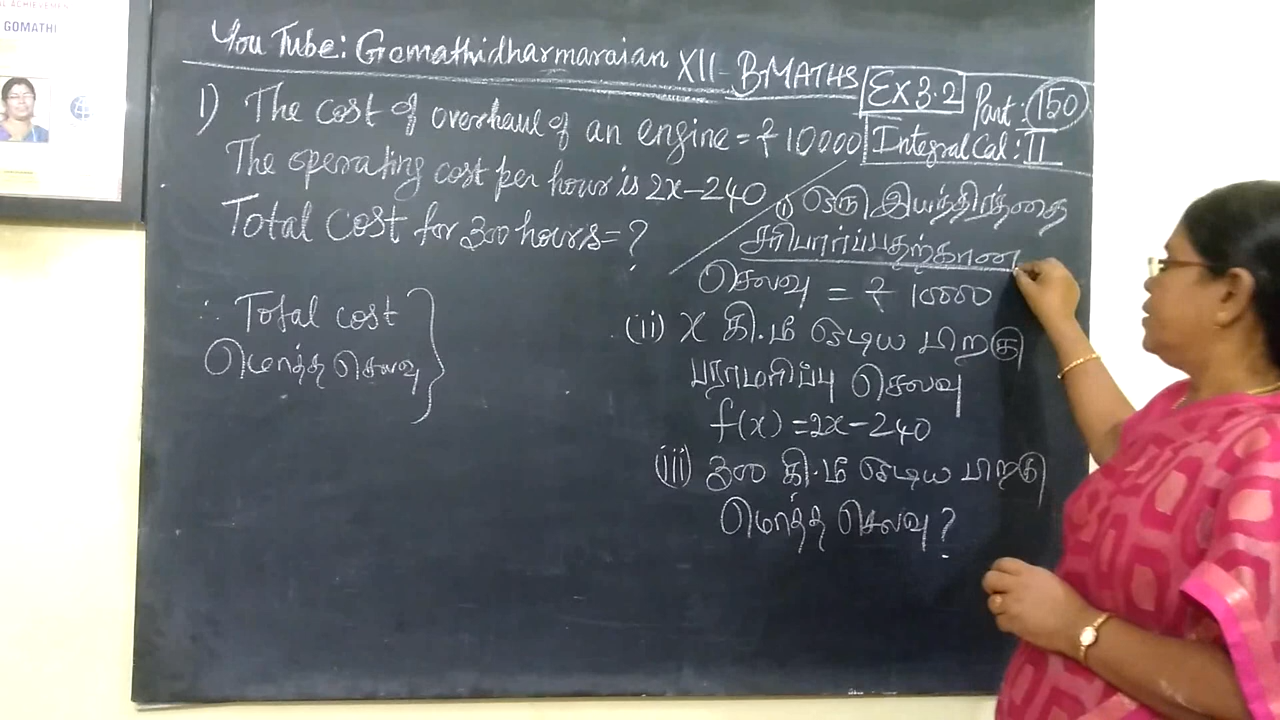 GOMATHI
You Tube: Gomathidharmaraian XII - BMATHS
Ex 3.2
Part: 150
Integral Cal: II
1) The cost of overhaul of an engine = ₹ 10000
The operating cost per hour is 2x-240
Total cost for 300 hours = ?
∴ Total cost
மொத்த செலவு
(i) ஒரு இயந்திரத்தை
சரிபார்ப்பதற்கான
செலவு = ₹ 10000
(ii) x கி.மீ ஓடிய பிறகு
பராமரிப்பு செலவு
f(x) = 2x-240
(iii) 300 கி.மீ ஓடிய பிறகு
மொத்த செலவு ?